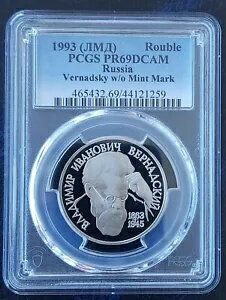 1993 (ЛМД) Rouble
PCGS PR69DCAM
Russia
Vernadsky w/o Mint Mark
465432.69/44121259
ВЛАДИМИР ИВАНОВИЧ ВЕРНАДСКИЙ
1863
1945